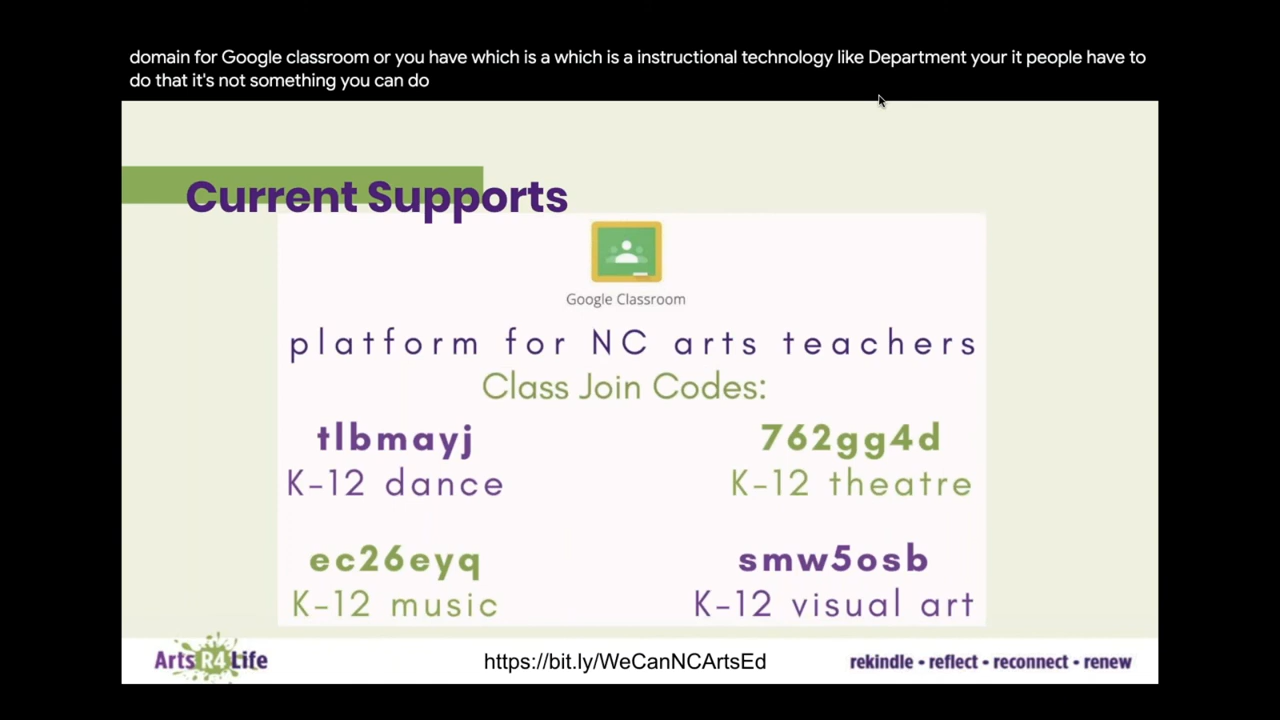 domain for Google classroom or you have which is a which is a instructional technology like Department your it people have to
do that it's not something you can do
Current Supports
Google Classroom
platform for NC arts teachers
Class Join Codes:
tlbmayj
K-12 dance
762gg4d
K-12 theatre
ec26eyq
K-12 music
smw5osb
K-12 visual art
Arts R4 Life
https://bit.ly/WeCanNCArtsEd
rekindle • reflect • reconnect • renew